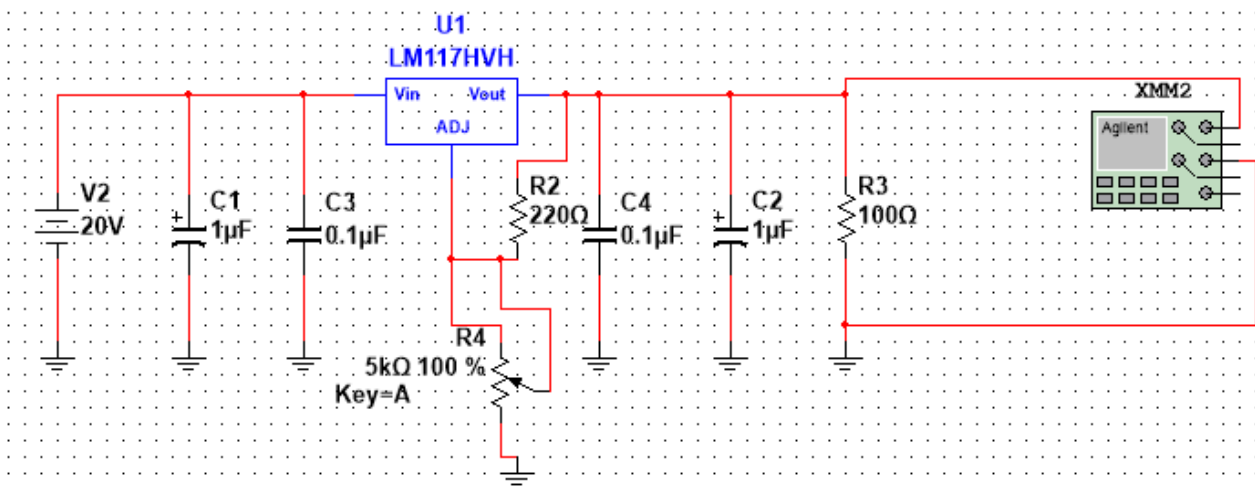 U1
LM117HVH
Vin
Vout
ADJ
XMM2
Agilent
V2
20V
C1
1µF
C3
0.1µF
R2
220Ω
C4
0.1µF
C2
1µF
R3
100Ω
R4
5kΩ 100 %
Key=A